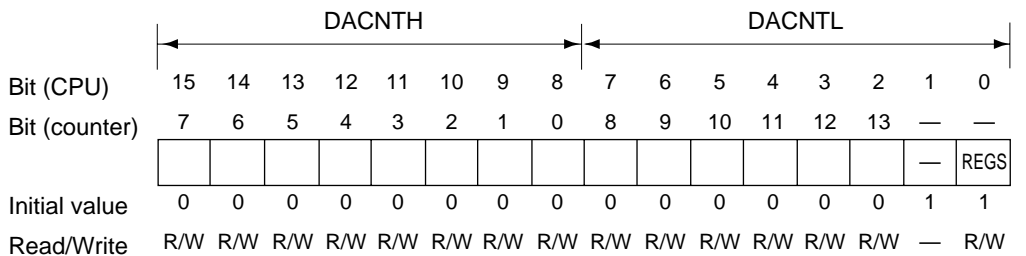 DACNTH DACNTL
Bit (CPU) 15 14 13 12 11 10 9 8 7 6 5 4 3 2 1 0
Bit (counter) 7 6 5 4 3 2 1 0 8 9 10 11 12 13 — —
— REGS
Initial value 0 0 0 0 0 0 0 0 0 0 0 0 0 0 1 1
Read/Write R/W R/W R/W R/W R/W R/W R/W R/W R/W R/W R/W R/W R/W R/W — R/W